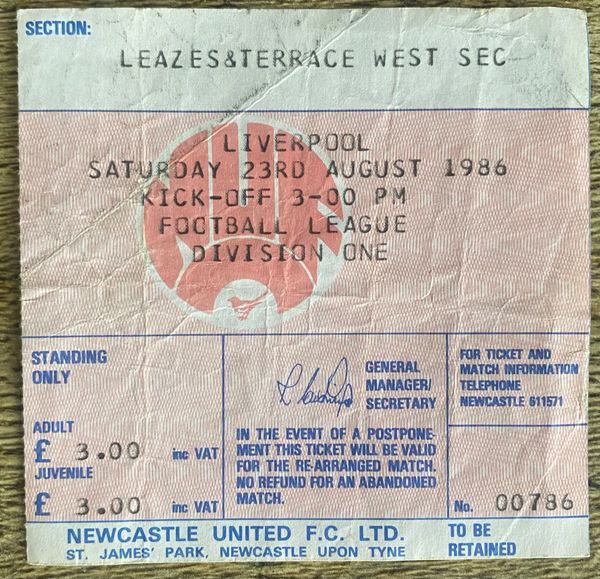 SECTION:
LEAZES&TERRACE WEST SEC
LIVERPOOL
SATURDAY 23RD AUGUST 1986
KICK-OFF 3-00 PM
FOOTBALL LEAGUE
DIVISION ONE
STANDING
ONLY
ADULT
£ 3.00 inc VAT
JUVENILE
£ 3.00 inc VAT
GENERAL
MANAGER/
SECRETARY
IN THE EVENT OF A POSTPONE-
MENT THIS TICKET WILL BE VALID
FOR THE RE-ARRANGED MATCH.
NO REFUND FOR AN ABANDONED
MATCH.
FOR TICKET AND
MATCH INFORMATION
TELEPHONE
NEWCASTLE 611571
No. 00786
NEWCASTLE UNITED F.C. LTD.
ST. JAMES' PARK, NEWCASTLE UPON TYNE
TO BE
RETAINED